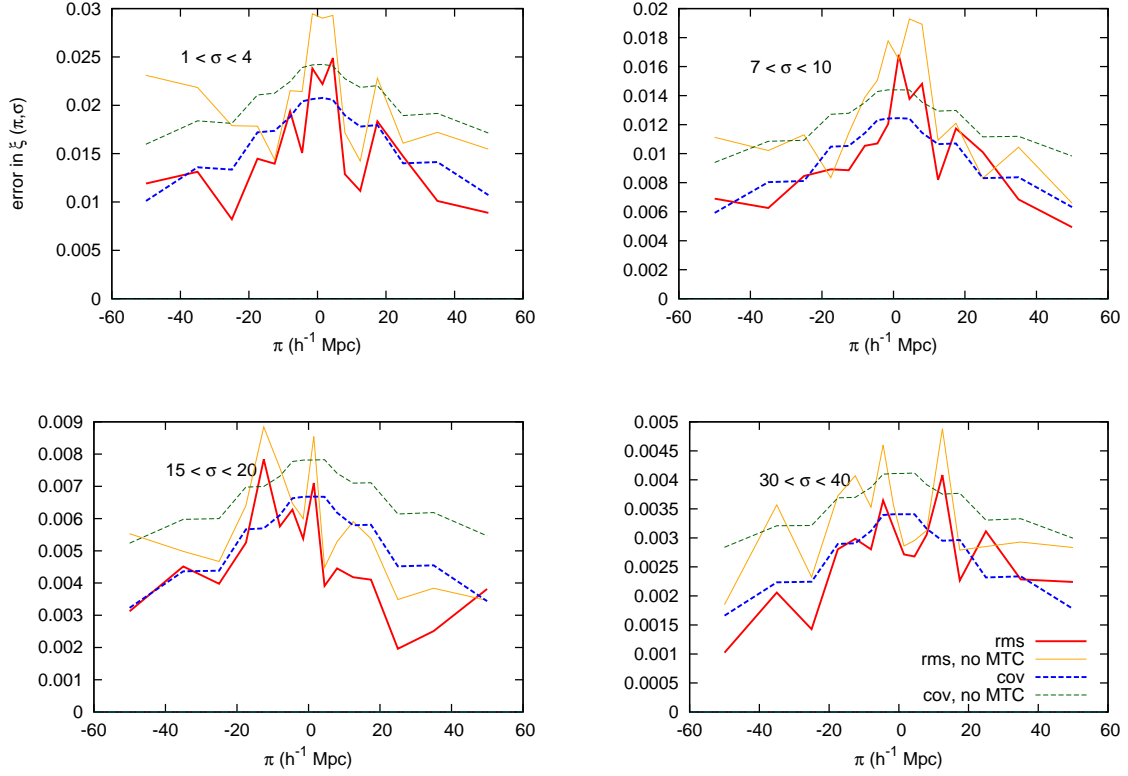 0.03
0.025
0.02
0.015
0.01
0.005
0
-60 -40 -20 0 20 40 60
error in ξ (π,σ)
π (h⁻¹ Mpc)
1 < σ < 4
0.02
0.018
0.016
0.014
0.012
0.01
0.008
0.006
0.004
0.002
0
-60 -40 -20 0 20 40 60
π (h⁻¹ Mpc)
7 < σ < 10
0.009
0.008
0.007
0.006
0.005
0.004
0.003
0.002
0.001
0
-60 -40 -20 0 20 40 60
π (h⁻¹ Mpc)
15 < σ < 20
0.005
0.0045
0.004
0.0035
0.003
0.0025
0.002
0.0015
0.001
0.0005
0
-60 -40 -20 0 20 40 60
π (h⁻¹ Mpc)
30 < σ < 40
rms
rms, no MTC
cov
cov, no MTC